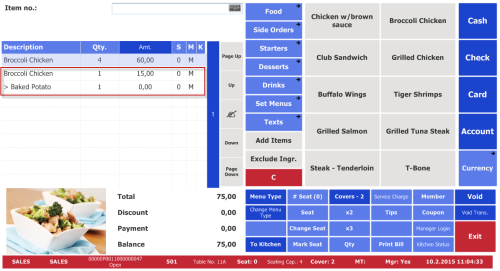 Item no.:
Description Qty. Amt. S M K
Broccoli Chicken 4 60,00 0 M
Broccoli Chicken 1 15,00 0 M
> Baked Potato 1 0,00 0 M
1
Page Up
Up
Down
Page Down
Food
Side Orders
Starters
Desserts
Drinks
Set Menus
Texts
Add Items
Exclude Ingr.
C
Chicken w/brown sauce
Broccoli Chicken
Club Sandwich
Grilled Chicken
Buffalo Wings
Tiger Shrimps
Grilled Salmon
Grilled Tuna Steak
Steak - Tenderloin
T-Bone
Cash
Check
Card
Account
Currency
Total 75,00
Discount 0,00
Payment 0,00
Balance 75,00
Menu Type # Seat (0) Covers - 2 Service Charge Member Void
Change Menu Type Seat x2 Tips Coupon Void Trans.
Change Seat x3 Manager Login
To Kitchen Mark Seat Qty Print Bill Kitchen Status
Exit
SALES SALES 00000P0011000000047 Open 501 Table No: 11A Seat: 0 Seating Cap.: 4 Cover: 2 MT: Mgr: Yes 10.2.2015 11:04:33